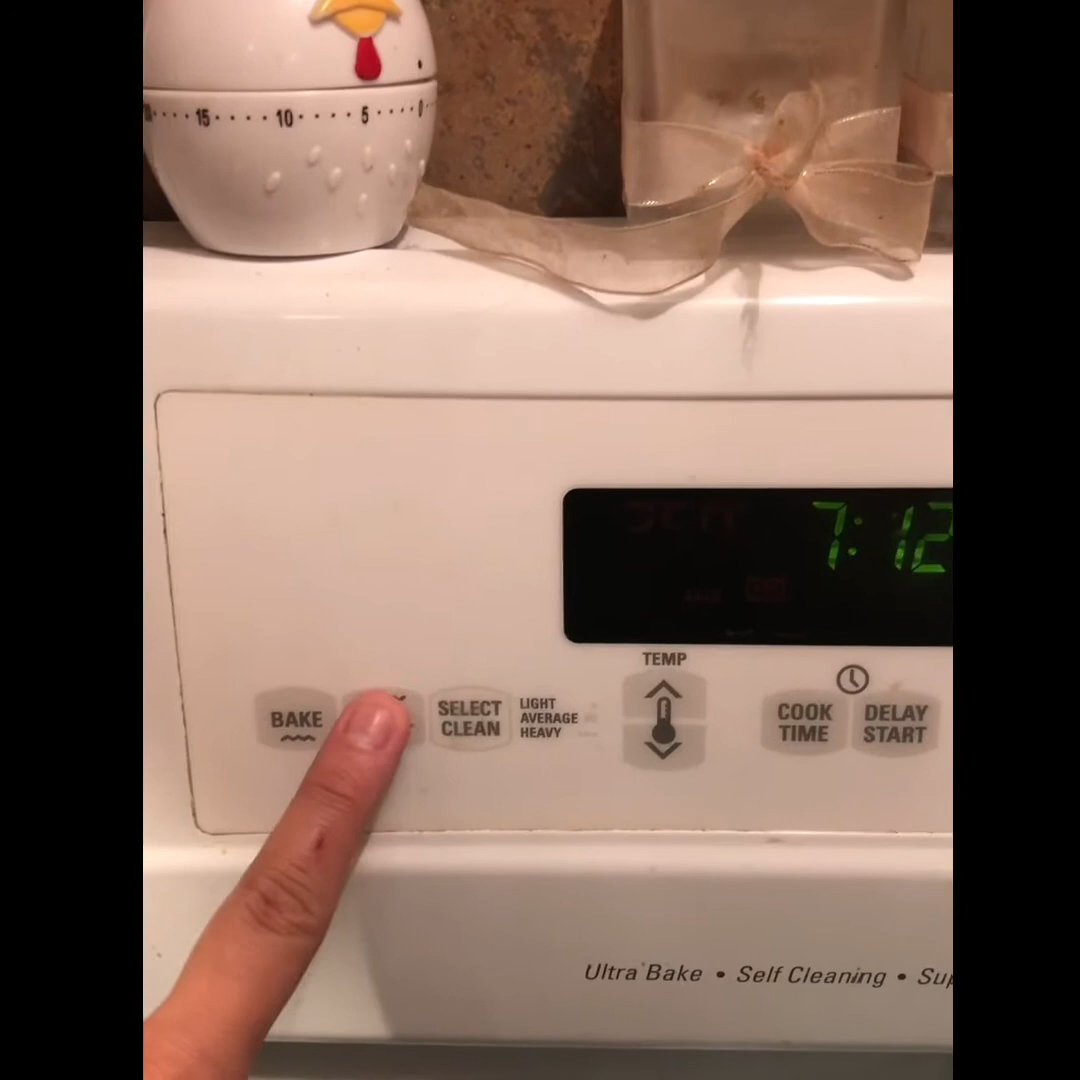 15 10 5 0
7:12
TEMP
BAKE
SELECT
CLEAN
LIGHT
AVERAGE
HEAVY
COOK
TIME
DELAY
START
Ultra Bake • Self Cleaning •